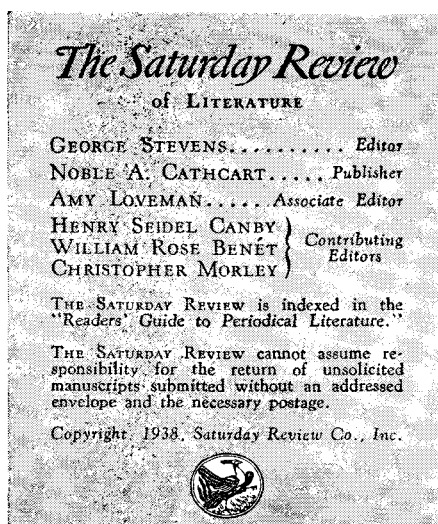 The Saturday Review
of LITERATURE
GEORGE STEVENS.......... Editor
NOBLE A. CATHCART..... Publisher
AMY LOVEMAN...... Associate Editor
HENRY SEIDEL CANBY
WILLIAM ROSE BENÉT
CHRISTOPHER MORLEY
} Contributing
Editors
THE SATURDAY REVIEW is indexed in the
"Readers' Guide to Periodical Literature."
THE SATURDAY REVIEW cannot assume re-
sponsibility for the return of unsolicited
manuscripts submitted without an addressed
envelope and the necessary postage.
Copyright, 1938, Saturday Review Co., Inc.